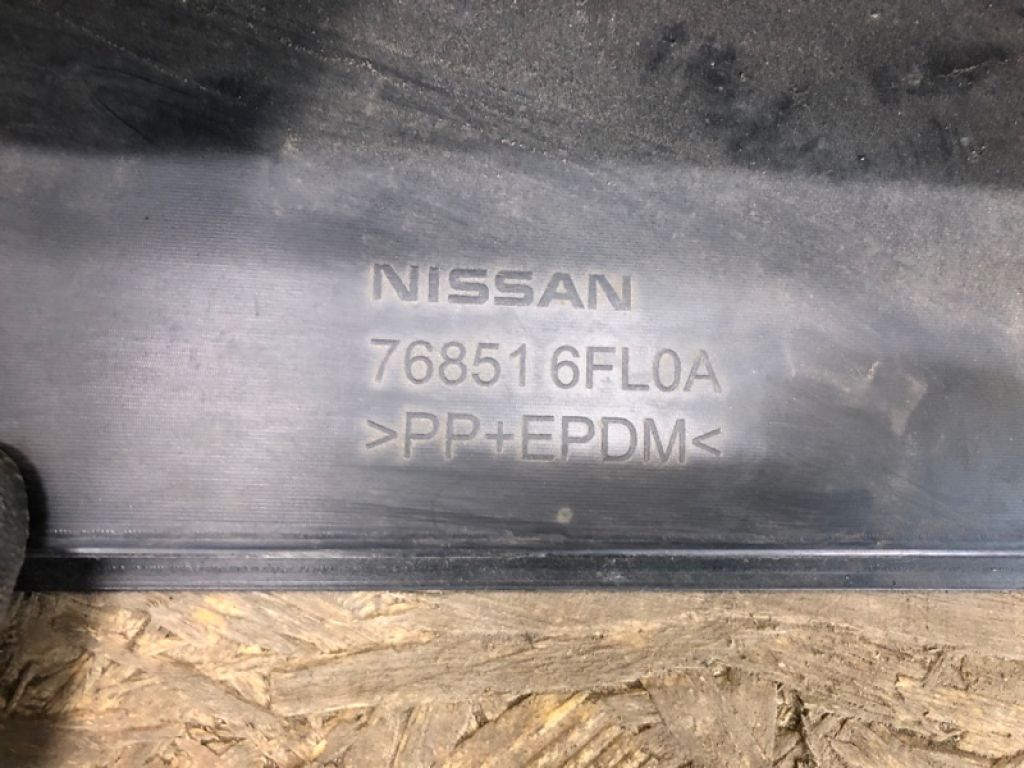 NISSAN
76851 6FL0A
>PP+EPDM<